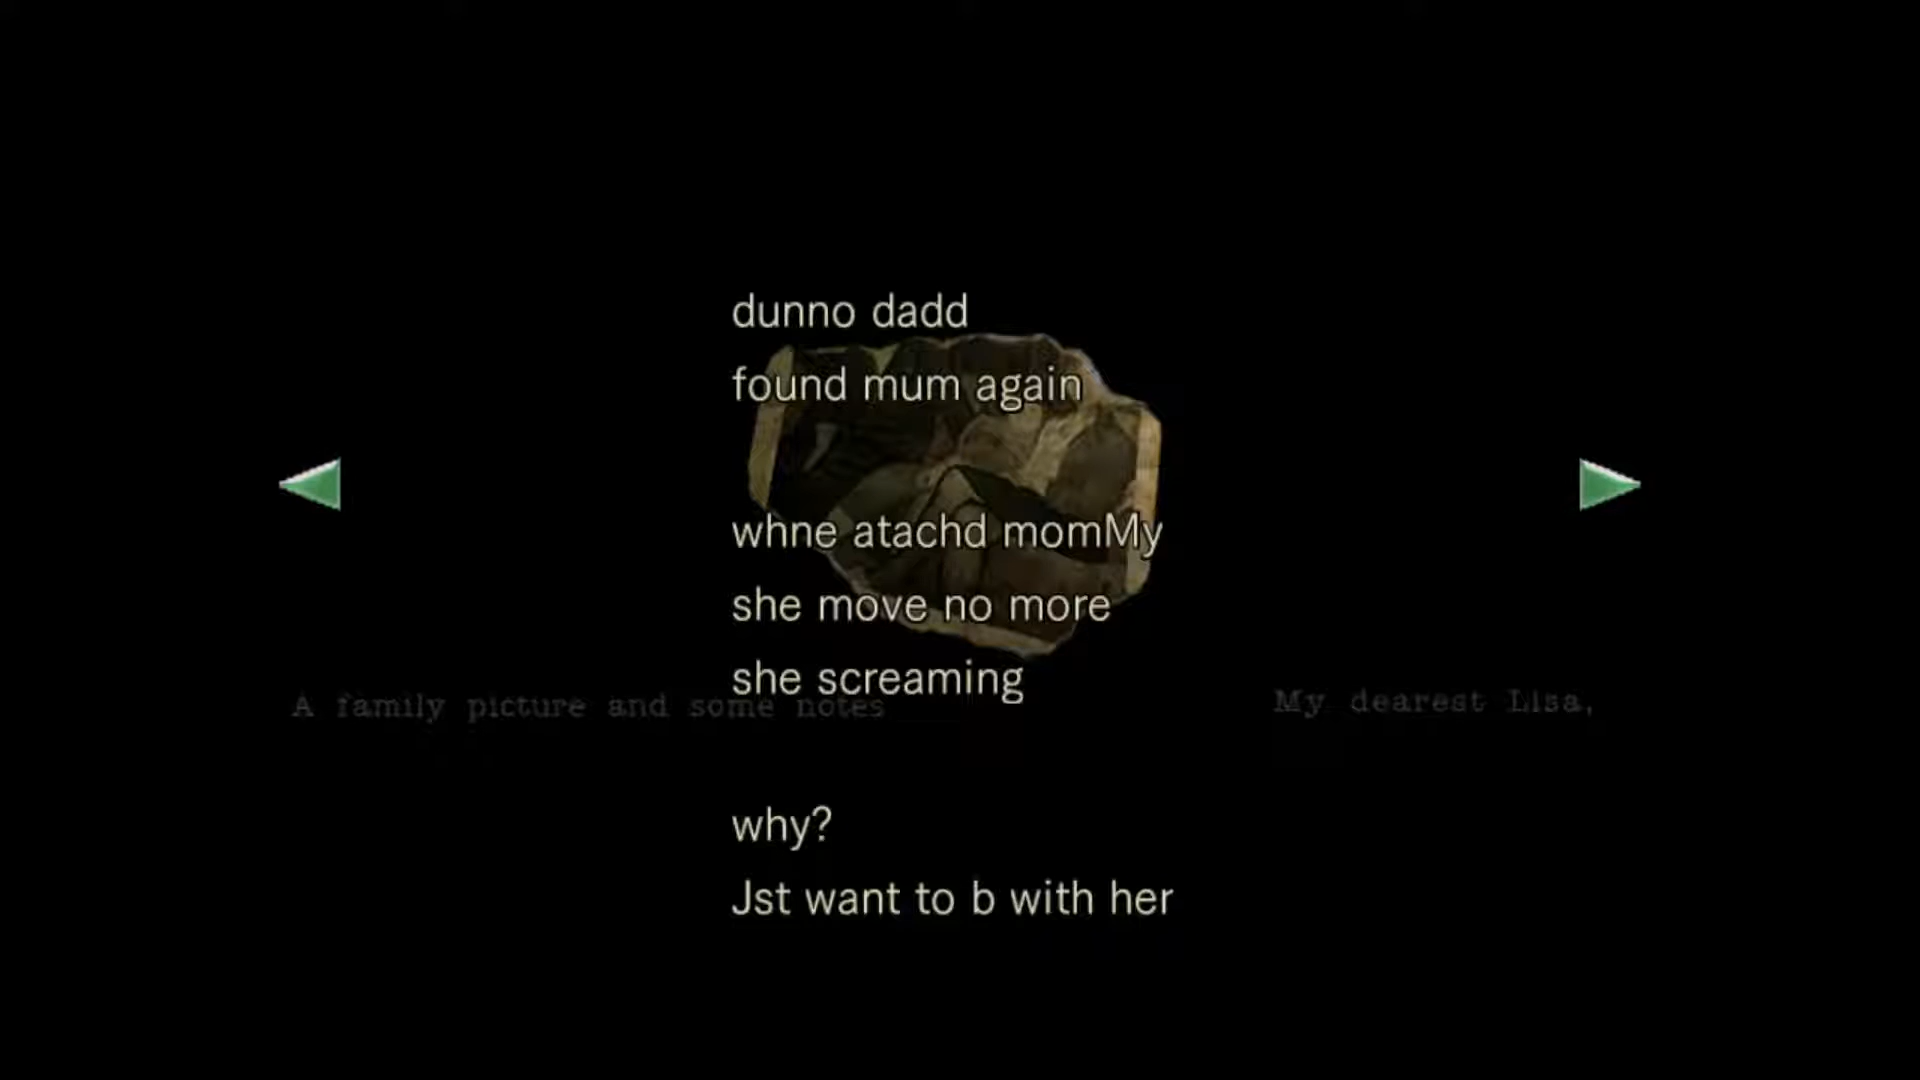 dunno dadd
found mum again
whne atachd momMy
she move no more
she screaming
A family picture and some notes
My dearest Lisa,
why?
Jst want to b with her